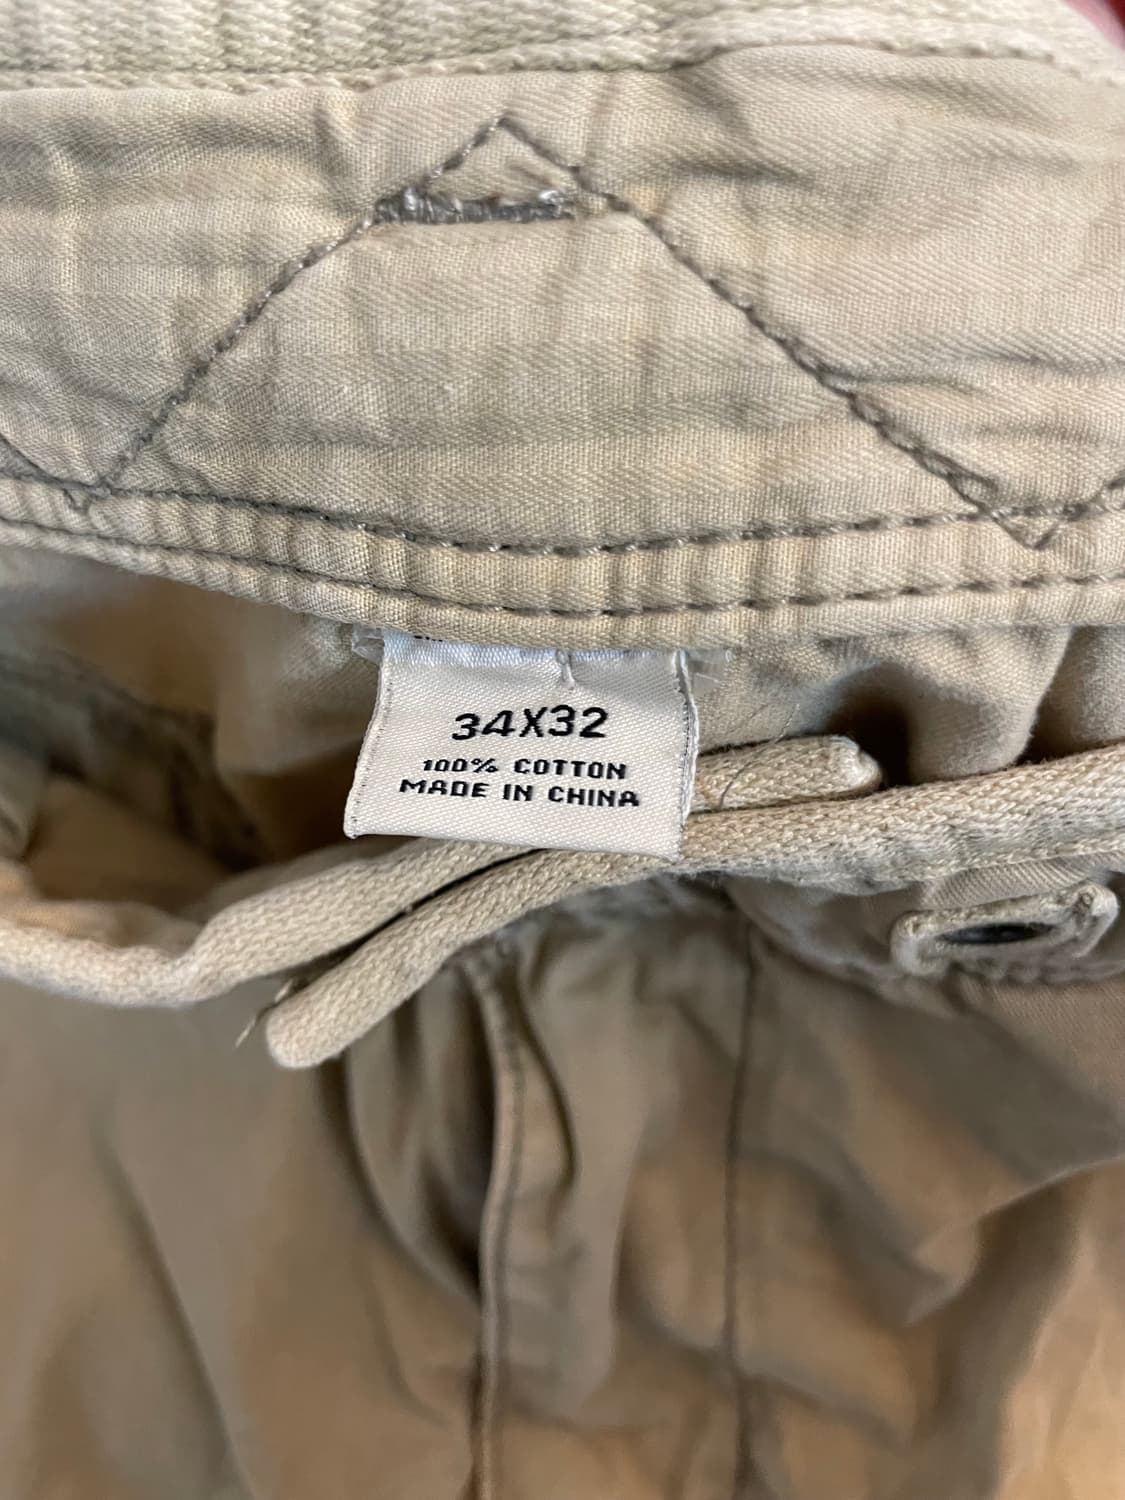 34X32
100% COTTON
MADE IN CHINA